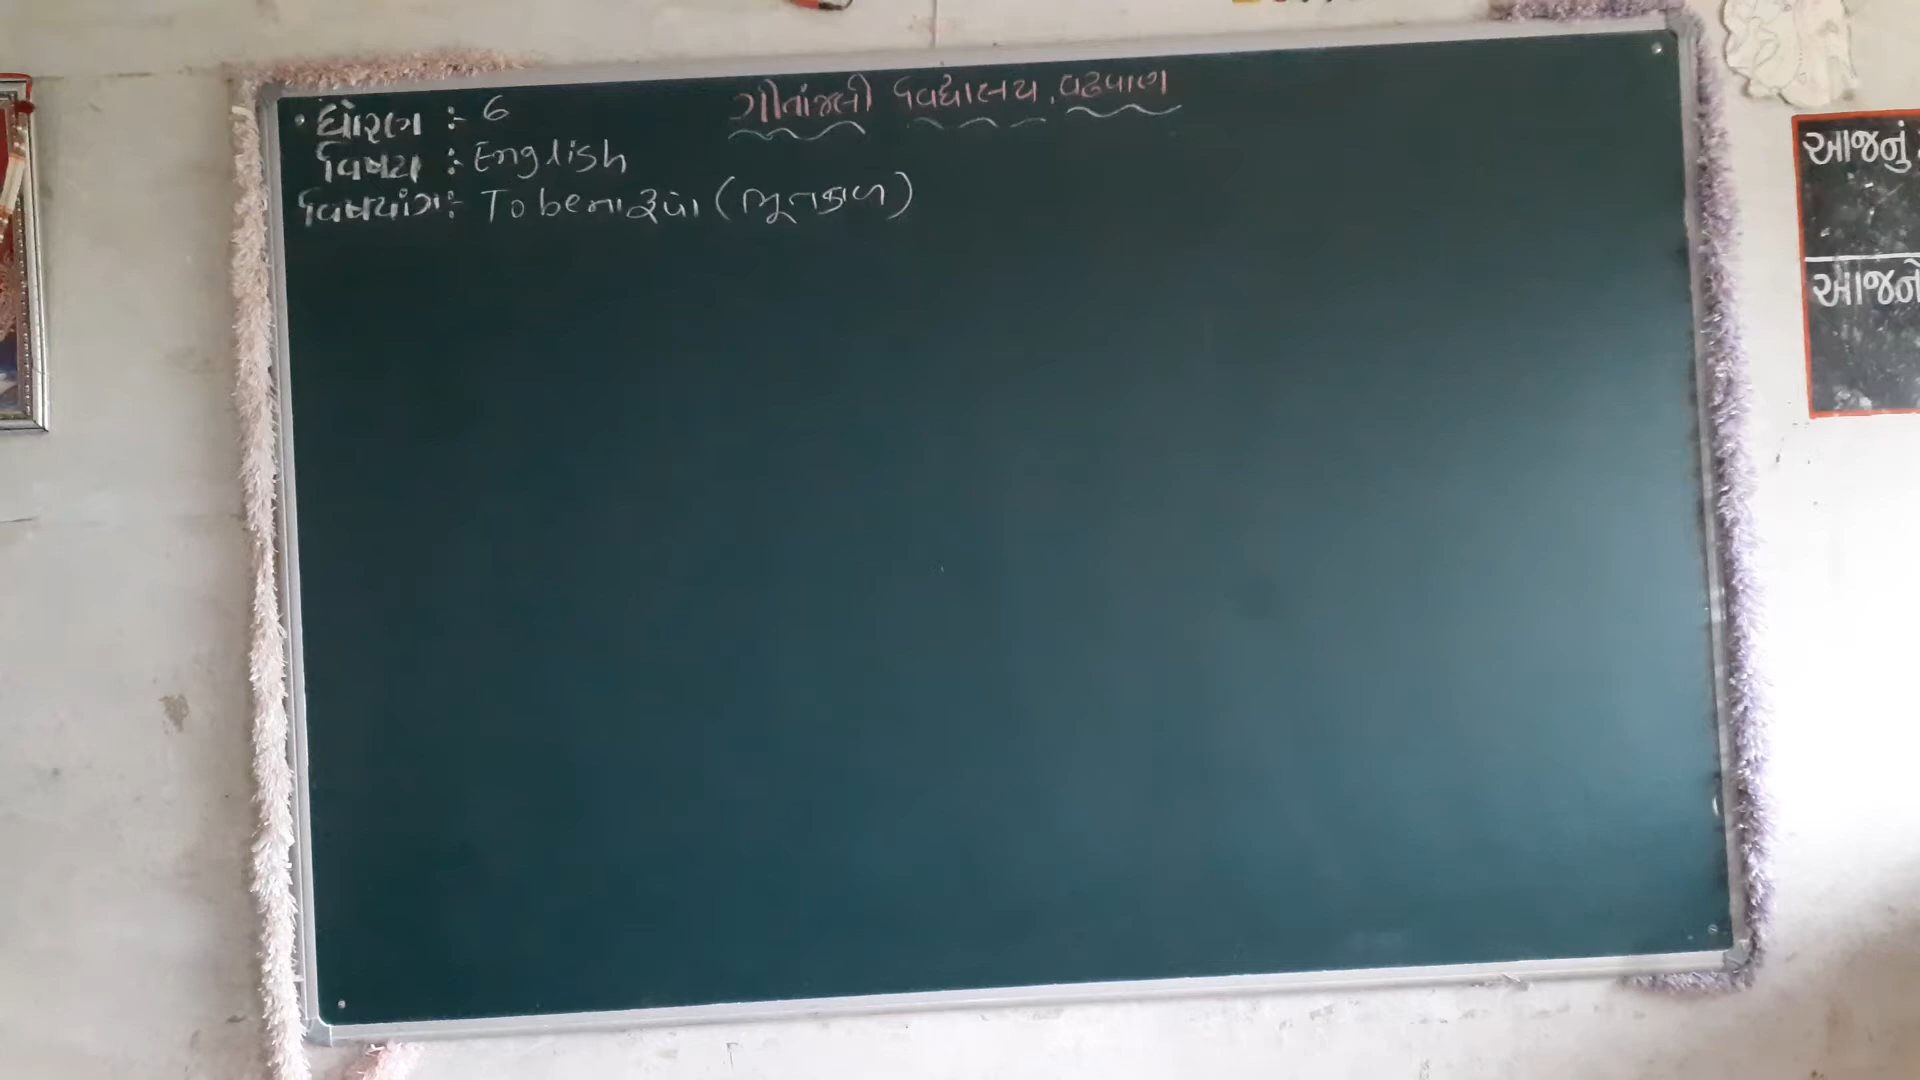 ગીતાંજલી વિદ્યાલય, વઢવાણ
ધોરણ :- 6
વિષય :- English
વિષયાંગ :- To be ના રૂપો (ભૂતકાળ)
આજનું
આજનો